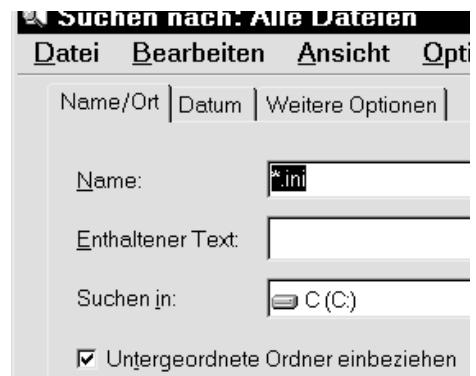 Suchen nach: Alle Dateien
Datei Bearbeiten Ansicht Opti
Name/Ort Datum Weitere Optionen
Name: *.ini
Enthaltener Text:
Suchen in: C (C:)
Untergeordnete Ordner einbeziehen